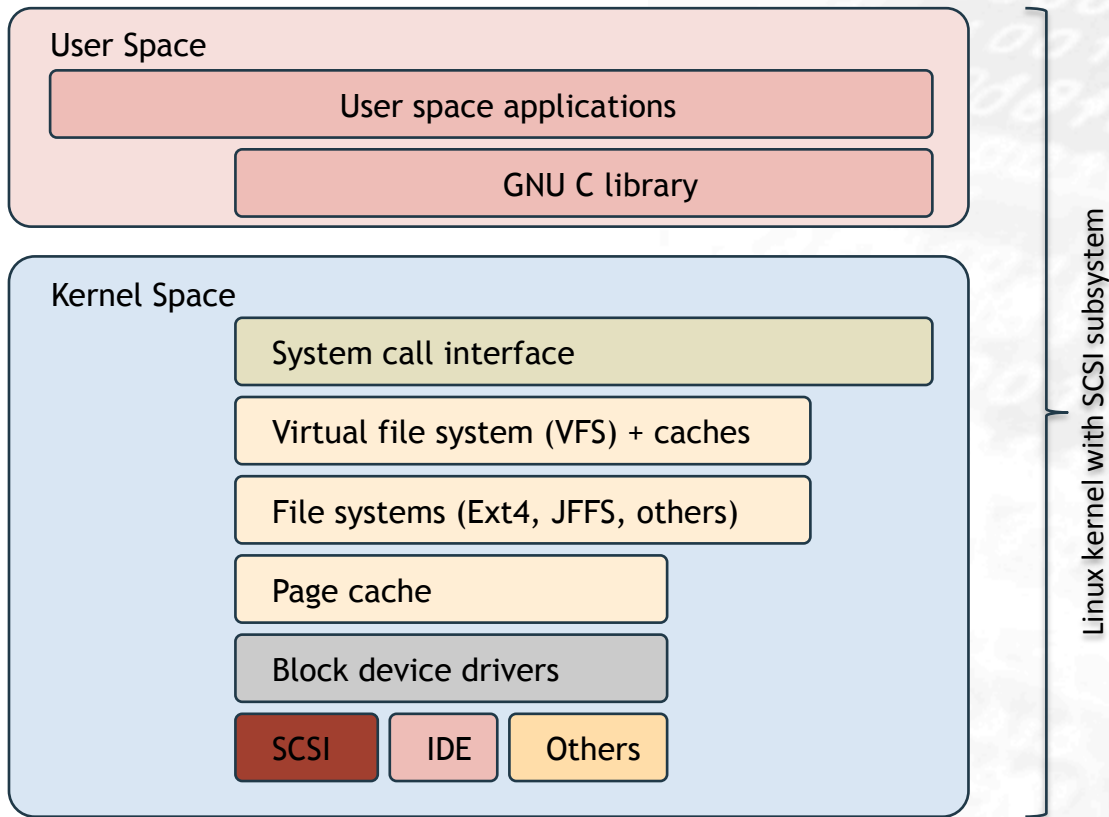 User Space
User space applications
GNU C library
Kernel Space
System call interface
Virtual file system (VFS) + caches
File systems (Ext4, JFFS, others)
Page cache
Block device drivers
SCSI
IDE
Others
Linux kernel with SCSI subsystem